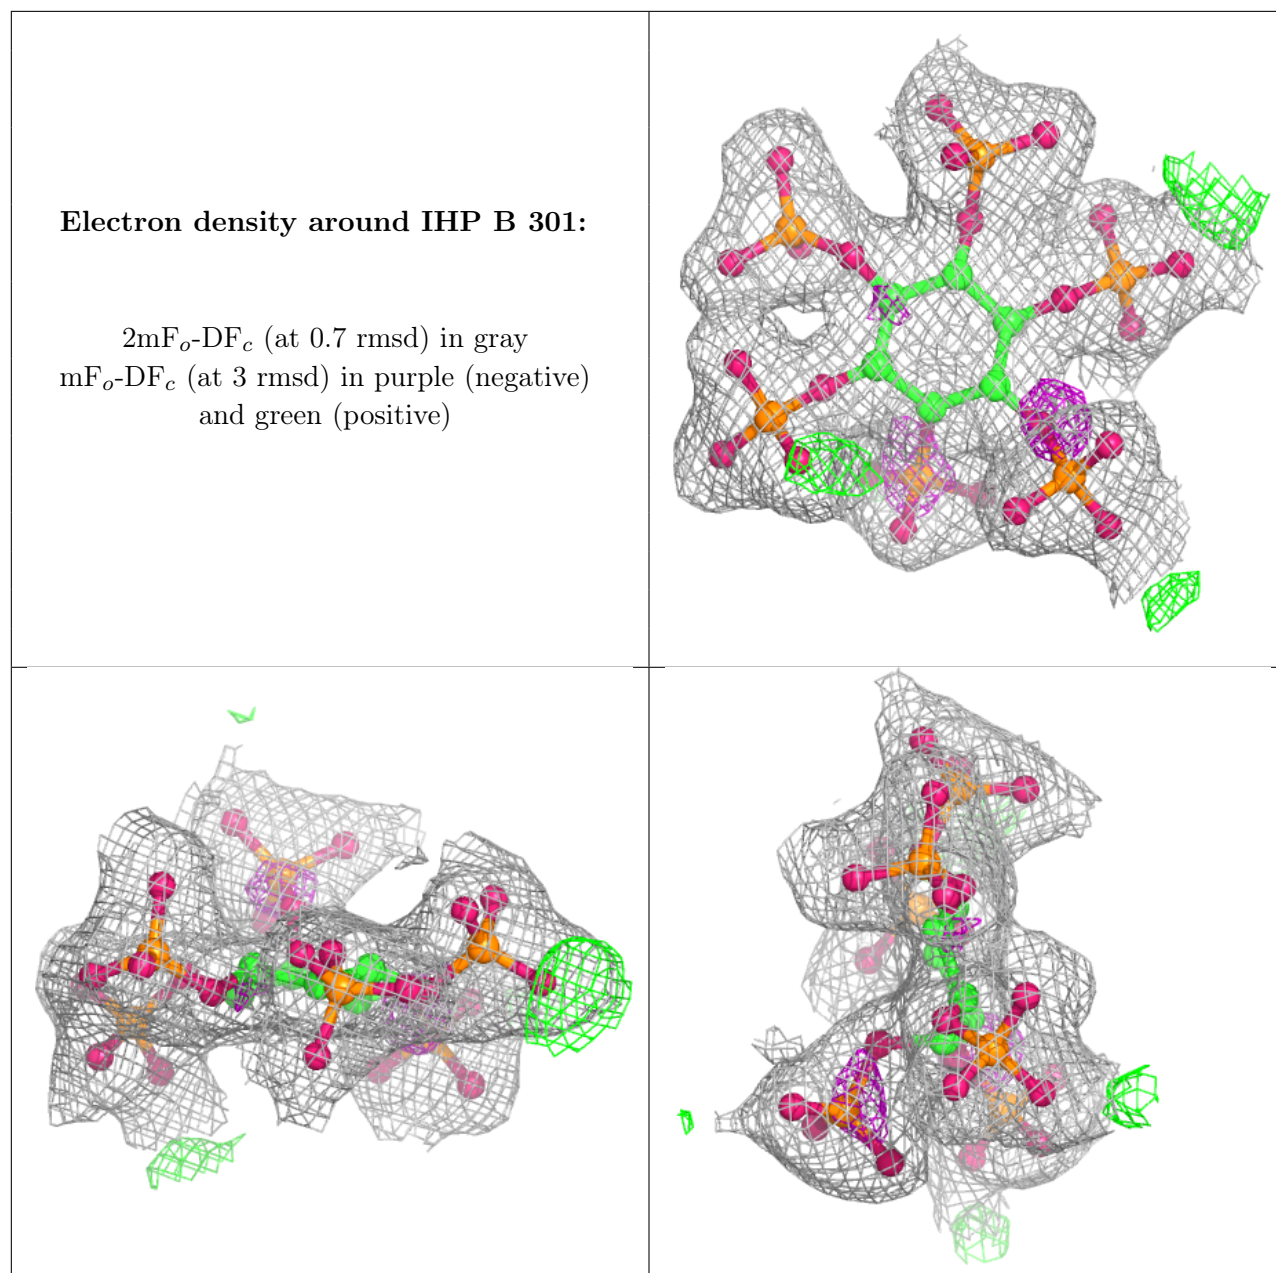 Electron density around IHP B 301:
2mFo-DFc (at 0.7 rmsd) in gray
mFo-DFc (at 3 rmsd) in purple (negative)
and green (positive)